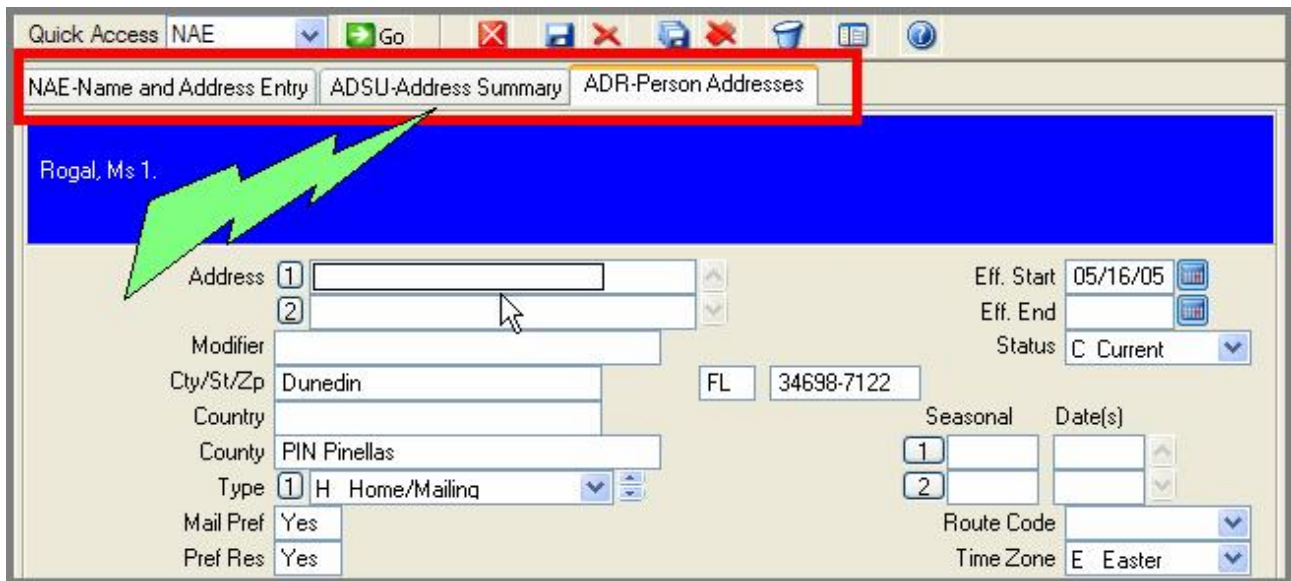 Quick Access NAE Go
NAE-Name and Address Entry ADSU-Address Summary ADR-Person Addresses
Rogal, Ms 1.
Address 1 Eff. Start 05/16/05
2 Eff. End
Modifier Status C Current
Cty/St/Zp Dunedin FL 34698-7122
Country Seasonal Date(s)
County PIN Pinellas 1
Type 1 H Home/Mailing 2
Mail Pref Yes Route Code
Pref Res Yes Time Zone E Easter